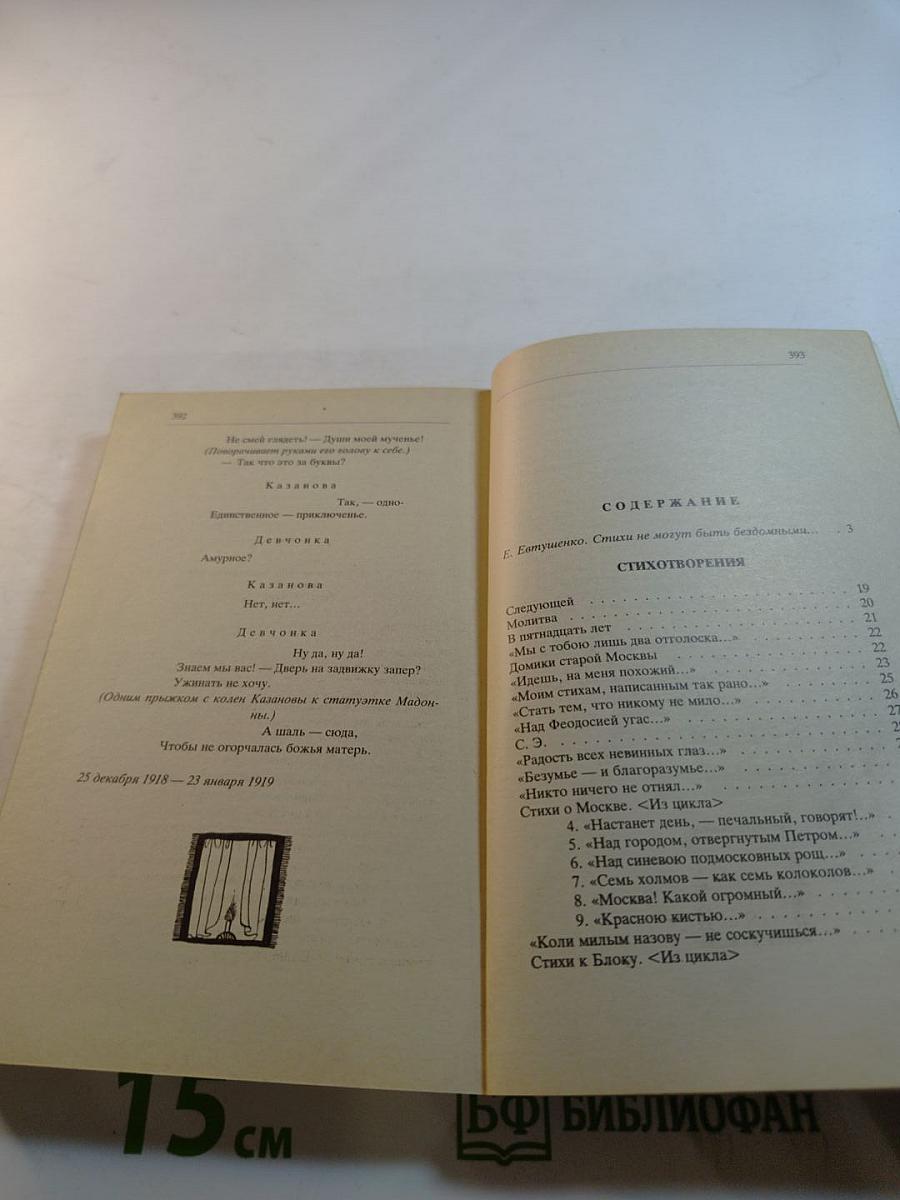 392
Не смей глядеть! — Души моей мученье!
(Поворачивает руками его голову к себе.)
— Так что это за буквы?
Казанова
Так, — одно-
Единственное — приключенье.
Девчонка
Амурное?
Казанова
Нет, нет...
Девчонка
Ну да, ну да!
Знаем мы вас! — Дверь на задвижку запер?
Ужинать не хочу.
(Одним прыжком с колен Казановы к статуэтке Мадон-
ны.)
А шаль — сюда,
Чтобы не огорчалась божья матерь.
25 декабря 1918 — 23 января 1919
393
СОДЕРЖАНИЕ
Е. Евтушенко. Стихи не могут быть бездомными... . 3
СТИХОТВОРЕНИЯ
Следующей . . . . . . . . . . 19
Молитва . . . . . . . . . . 20
В пятнадцать лет . . . . . . . . . . 21
«Мы с тобою лишь два отголоска...» . . . . . . . 22
Домики старой Москвы . . . . . . . . . . 22
«Идешь, на меня похожий...» . . . . . . . . . . 23
«Моим стихам, написанным так рано...» . . . . . 25
«Стать тем, что никому не мило...» . . . . . . . 26
«Над Феодосией угас...» . . . . . . . . . . 27
С. Э. . . . . . . . . . .
«Радость всех невинных глаз...» . . . . . . . .
«Безумье — и благоразумье...» . . . . . . . .
«Никто ничего не отнял...» . . . . . . . .
Стихи о Москве. <Из цикла>
4. «Настанет день, — печальный, говорят!..» .
5. «Над городом, отвергнутым Петром...» . . .
6. «Над синевою подмосковных рощ...» . . .
7. «Семь холмов — как семь колоколов...» . .
8. «Москва! Какой огромный...» . . . . . .
9. «Красною кистью...» . . . . . . . .
«Коли милым назову — не соскучишься...» . . .
Стихи к Блоку. <Из цикла>
15 см
БФ БИБЛИОФАН